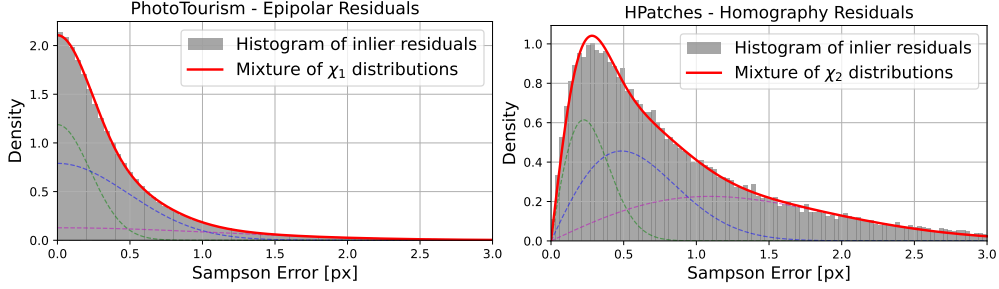 PhotoTourism - Epipolar Residuals
Density
2.0
1.5
1.0
0.5
0.0
Histogram of inlier residuals
Mixture of χ₁ distributions
0.0 0.5 1.0 1.5 2.0 2.5 3.0
Sampson Error [px]
HPatches - Homography Residuals
Density
1.0
0.8
0.6
0.4
0.2
0.0
Histogram of inlier residuals
Mixture of χ₂ distributions
0.0 0.5 1.0 1.5 2.0 2.5 3.0
Sampson Error [px]